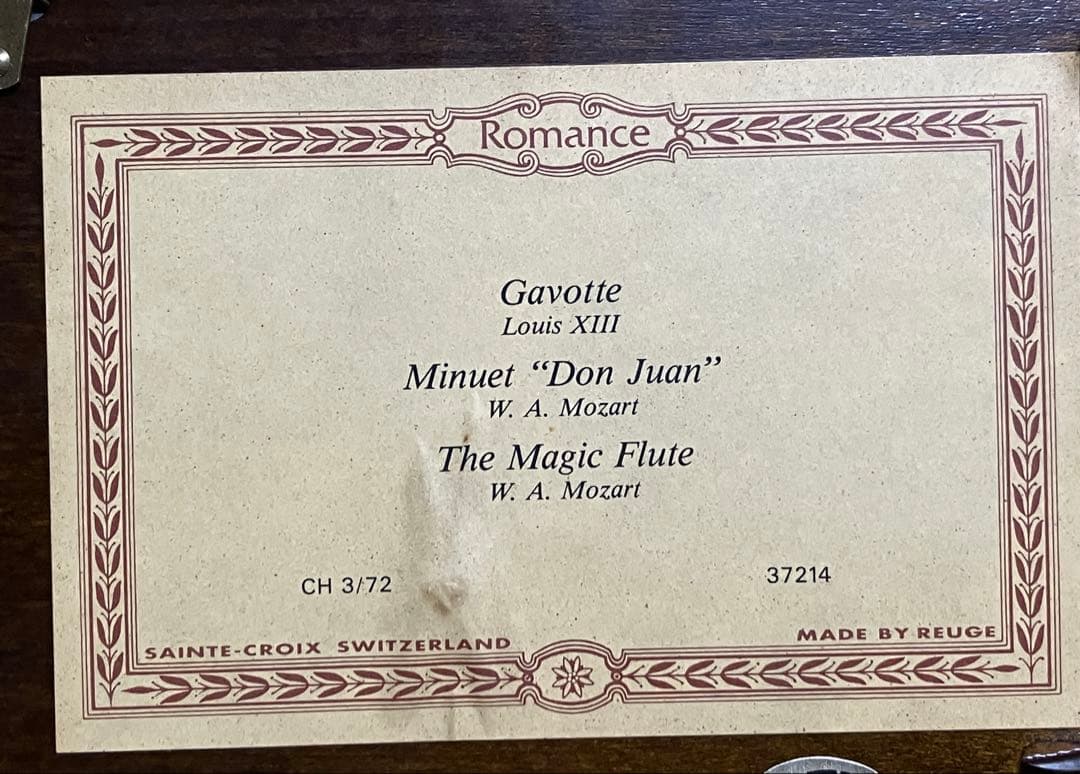 Romance
Gavotte
Louis XIII
Minuet “Don Juan”
W. A. Mozart
The Magic Flute
W. A. Mozart
CH 3/72
37214
SAINTE-CROIX SWITZERLAND
MADE BY REUGE